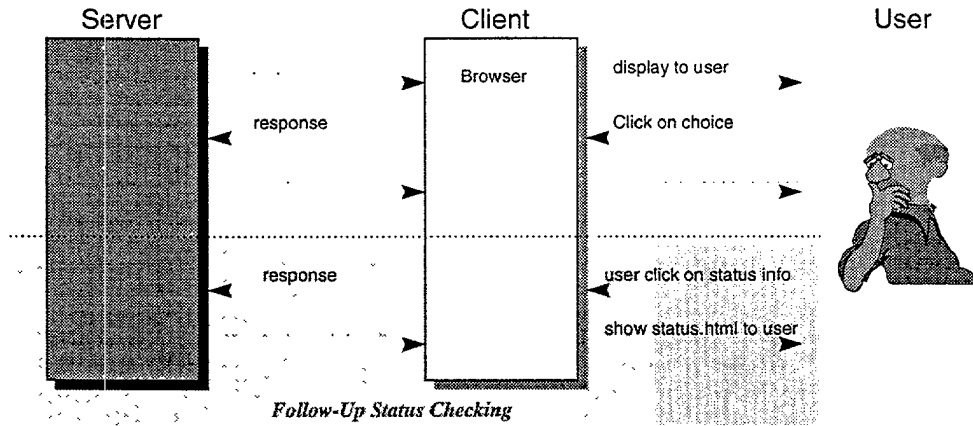 Server
Client
User
Browser
display to user
response
Click on choice
response
user click on status info
show status.html to user
Follow-Up Status Checking